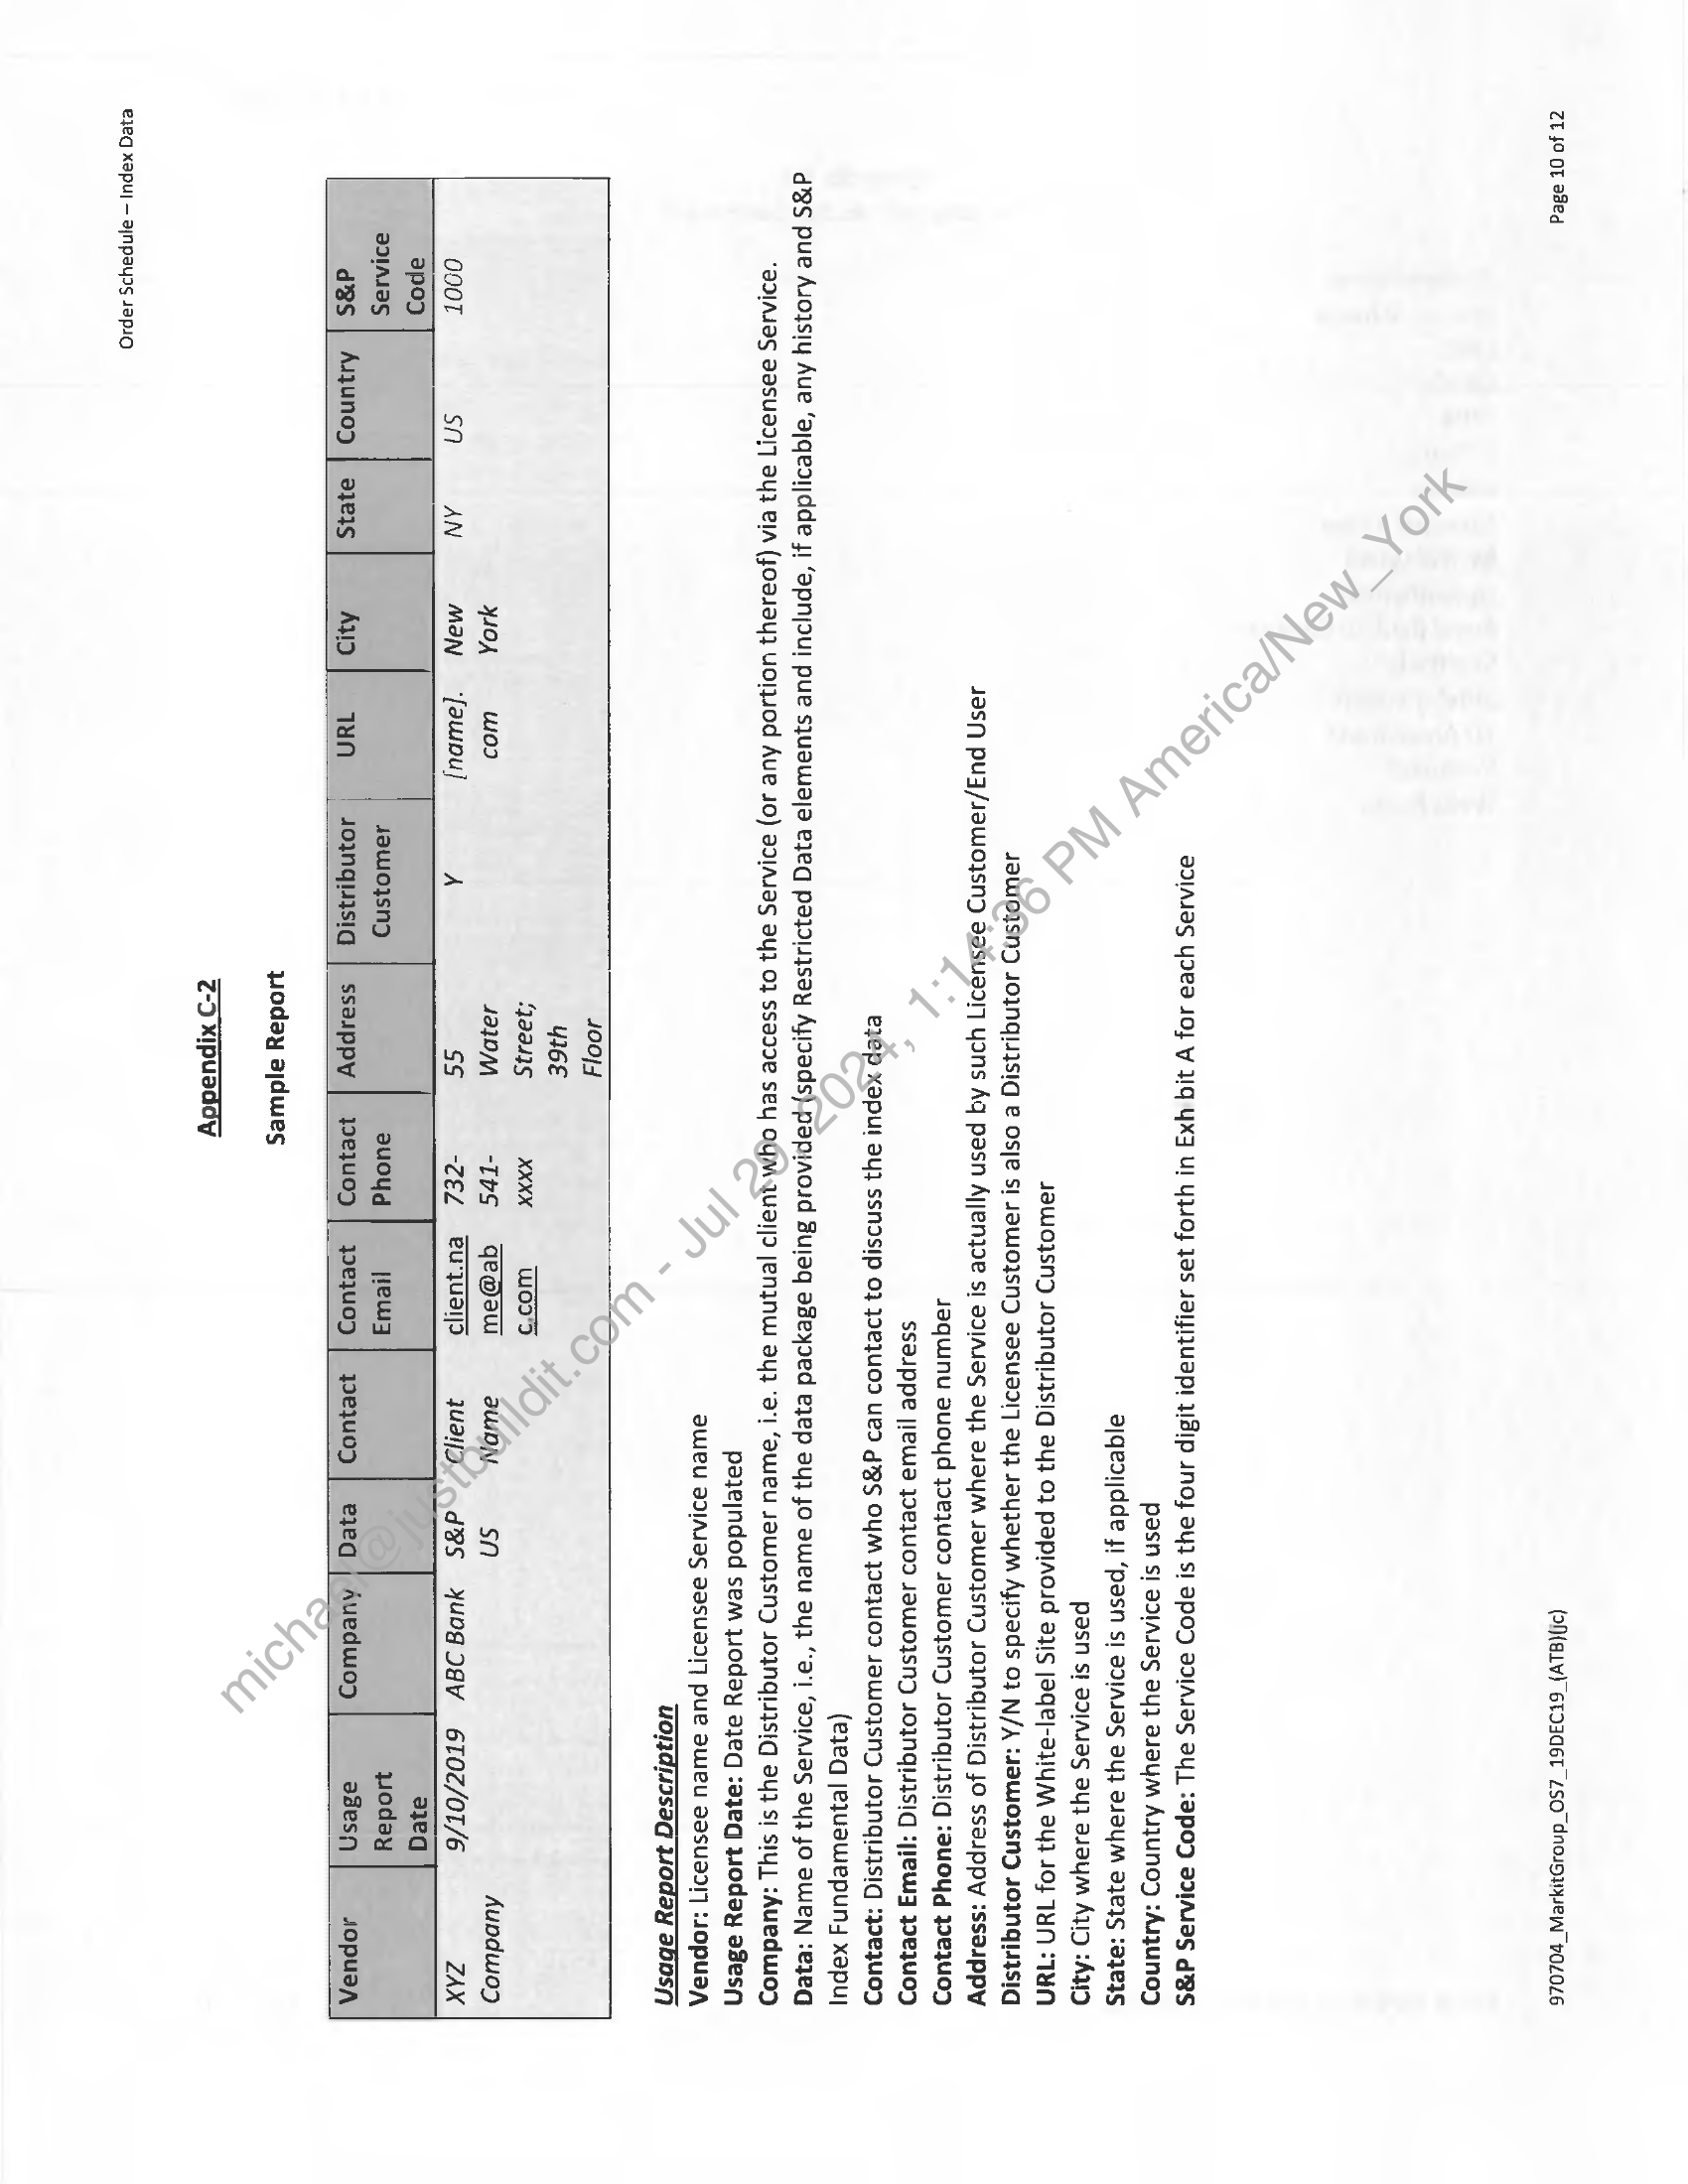 Order Schedule – Index Data
Appendix C-2
Sample Report
Vendor
Usage
Report
Date
Company
Data
Contact
Contact
Email
Contact
Phone
Address
Distributor
Customer
URL
City
State
Country
S&P
Service
Code
XYZ
Company
9/10/2019
ABC Bank
S&P
US
Client
Name
client.na
me@ab
c.com
732-
541-
xxxx
55
Water
Street;
39th
Floor
Y
[name].
com
New
York
NY
US
1000
Usage Report Description
Vendor: Licensee name and Licensee Service name
Usage Report Date: Date Report was populated
Company: This is the Distributor Customer name, i.e. the mutual client who has access to the Service (or any portion thereof) via the Licensee Service.
Data: Name of the Service, i.e., the name of the data package being provided (specify Restricted Data elements and include, if applicable, any history and S&P
Index Fundamental Data)
Contact: Distributor Customer contact who S&P can contact to discuss the index data
Contact Email: Distributor Customer contact email address
Contact Phone: Distributor Customer contact phone number
Address: Address of Distributor Customer where the Service is actually used by such Licensee Customer/End User
Distributor Customer: Y/N to specify whether the Licensee Customer is also a Distributor Customer
URL: URL for the White-label Site provided to the Distributor Customer
City: City where the Service is used
State: State where the Service is used, if applicable
Country: Country where the Service is used
S&P Service Code: The Service Code is the four digit identifier set forth in Exh bit A for each Service
970704_MarkitGroup_OS7_19DEC19_(ATB)(jc)
Page 10 of 12
michael@justbuildit.com - Jul 29, 2024, 1:14:36 PM America/New_York